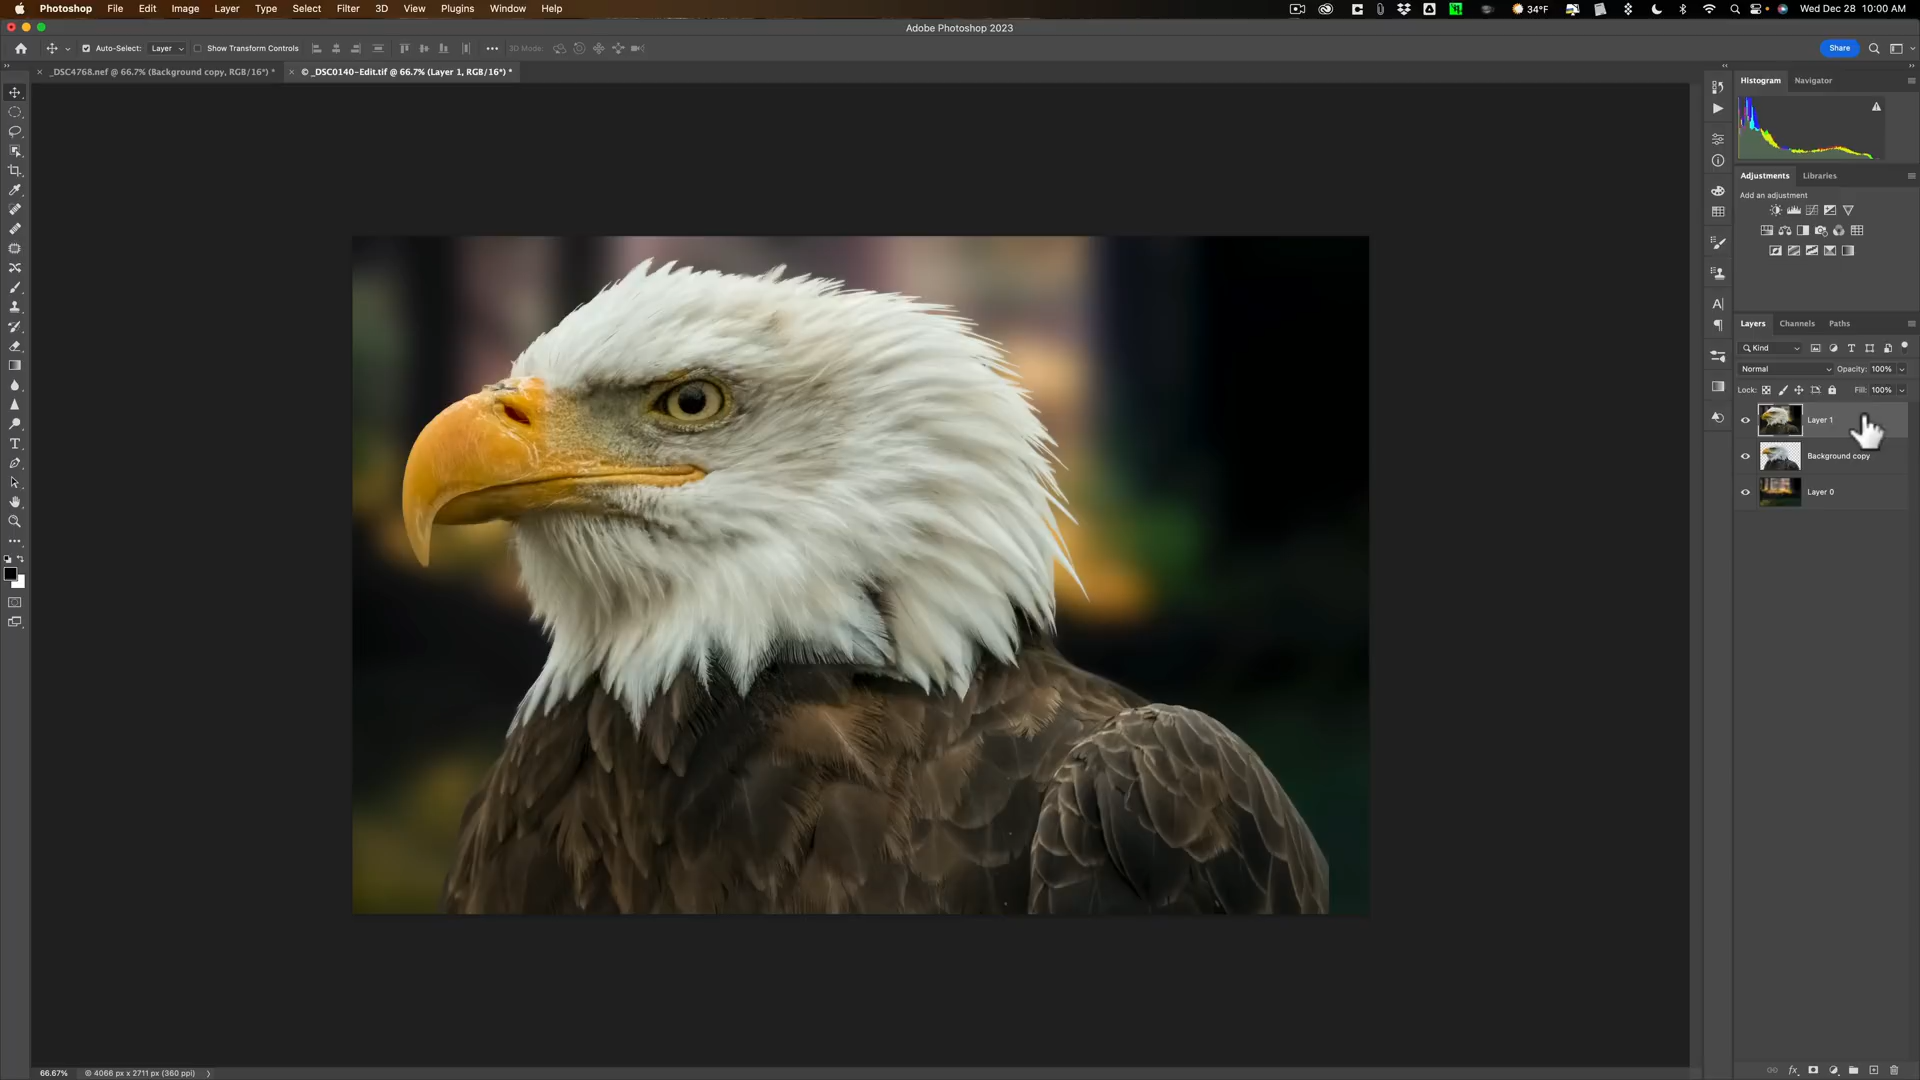 Photoshop File Edit Image Layer Type Select Filter 3D View Plugins Window Help 34°F Wed Dec 28 10:00 AM
Adobe Photoshop 2023
Auto-Select: Layer Show Transform Controls 3D Mode: Share
_DSC4768.nef @ 66.7% (Background copy, RGB/16*) * © _DSC0140-Edit.tif @ 66.7% (Layer 1, RGB/16*) *
Histogram Navigator
Adjustments Libraries
Add an adjustment
Layers Channels Paths
Kind
Normal Opacity: 100%
Lock: Fill: 100%
Layer 1
Background copy
Layer 0
66.67% © 4066 px x 2711 px (360 ppi)